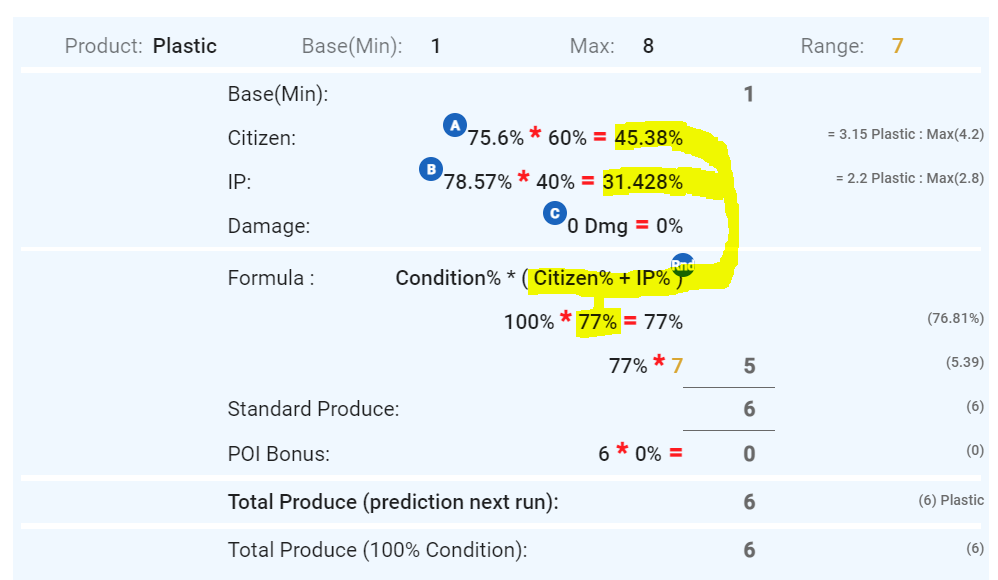 Product: Plastic Base(Min): 1 Max: 8 Range: 7
Base(Min): 1
Citizen: A 75.6% * 60% = 45.38% = 3.15 Plastic : Max(4.2)
IP: B 78.57% * 40% = 31.428% = 2.2 Plastic : Max(2.8)
Damage: C 0 Dmg = 0%
Formula : Condition% * ( Citizen% + IP% ) Rnd
100% * 77% = 77% (76.81%)
77% * 7 5 (5.39)
Standard Produce: 6 (6)
POI Bonus: 6 * 0% = 0 (0)
Total Produce (prediction next run): 6 (6) Plastic
Total Produce (100% Condition): 6 (6)